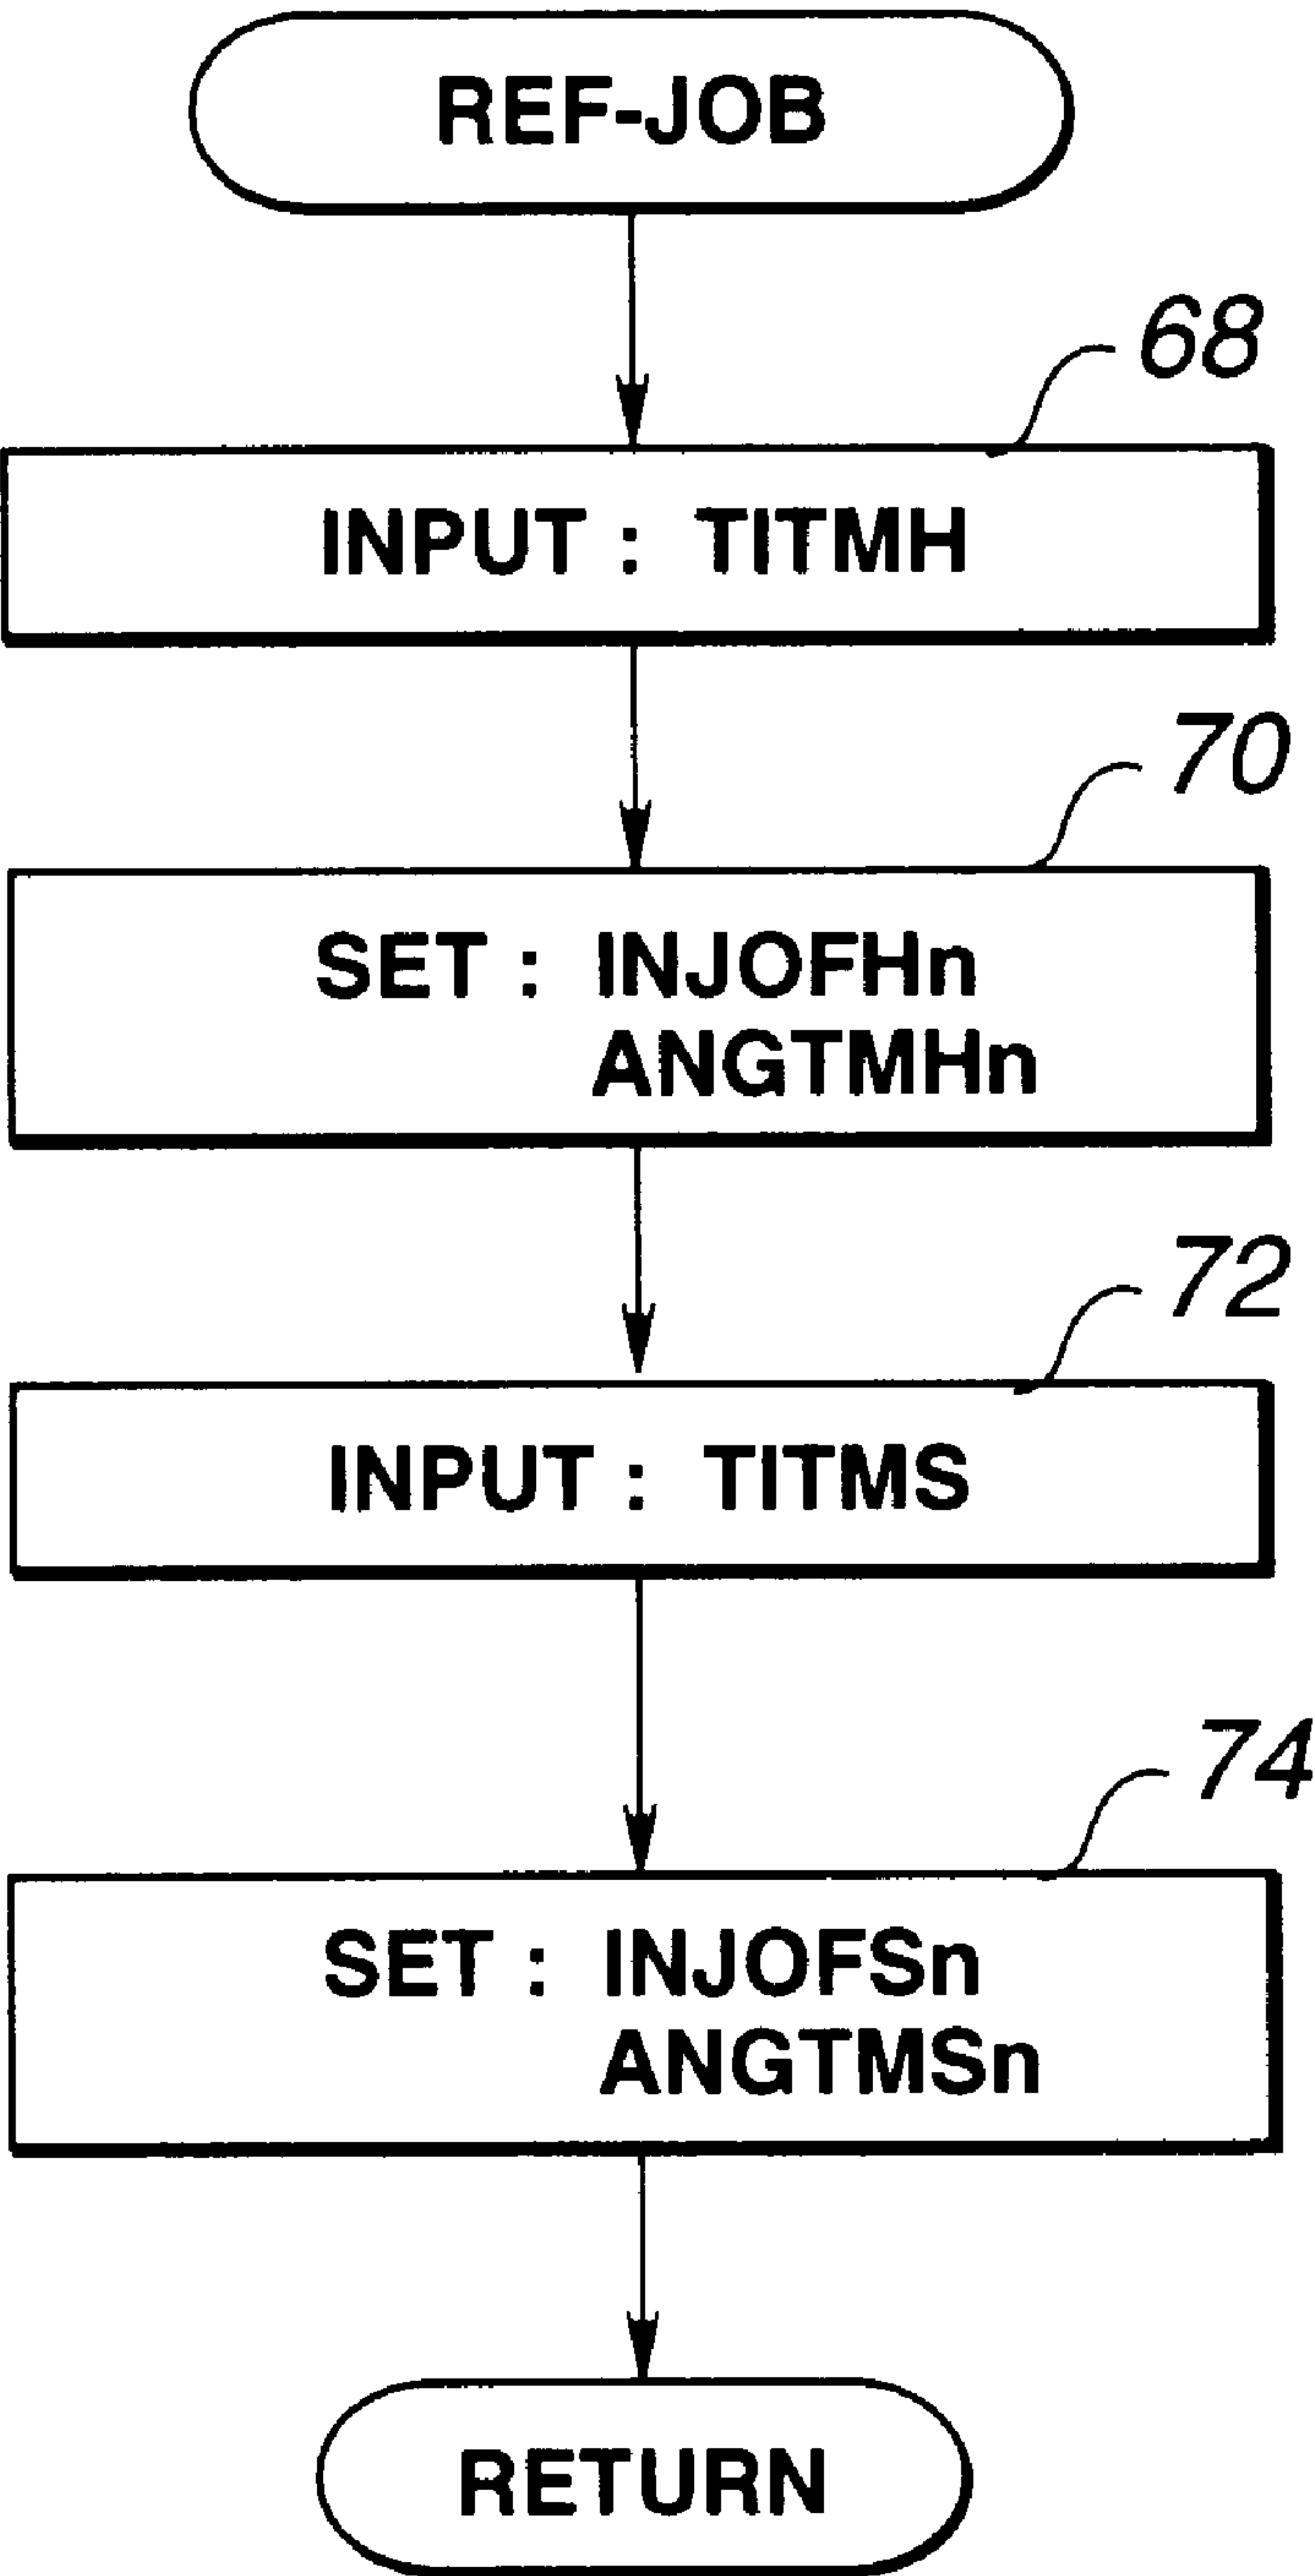 REF-JOB
68
INPUT : TITMH
70
SET : INJOFHn
ANGTMHn
72
INPUT : TITMS
74
SET : INJOFSn
ANGTMSn
RETURN